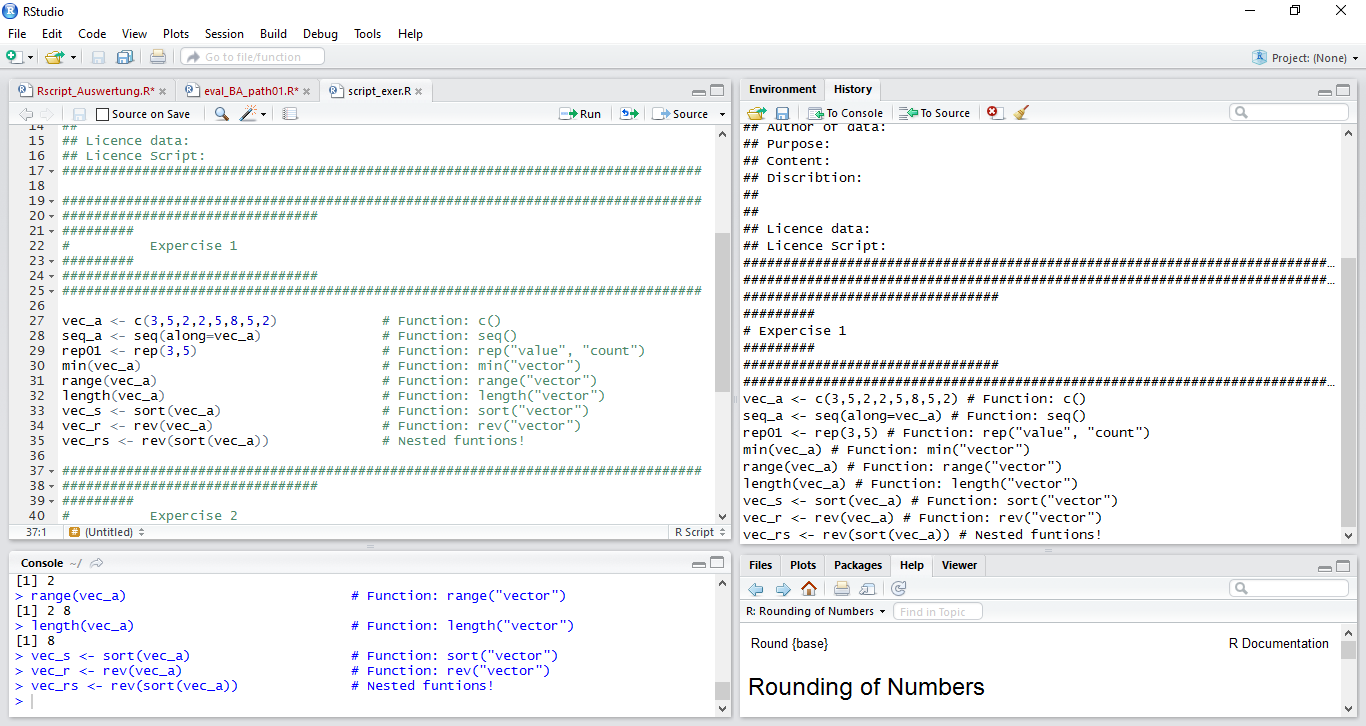 RStudio
File Edit Code View Plots Session Build Debug Tools Help
Go to file/function
Project: (None)
Rscript_Auswertung.R*
eval_BA_path01.R*
script_exer.R
Source on Save
Run
Source
14 ##
15 ## Licence data:
16 ## Licence Script:
17 ################################################################################
18
19 ################################################################################
20 ################################
21 #########
22 # Expercise 1
23 #########
24 ################################
25 ################################################################################
26
27 vec_a <- c(3,5,2,2,5,8,5,2) # Function: c()
28 seq_a <- seq(along=vec_a) # Function: seq()
29 rep01 <- rep(3,5) # Function: rep("value", "count")
30 min(vec_a) # Function: min("vector")
31 range(vec_a) # Function: range("vector")
32 length(vec_a) # Function: length("vector")
33 vec_s <- sort(vec_a) # Function: sort("vector")
34 vec_r <- rev(vec_a) # Function: rev("vector")
35 vec_rs <- rev(sort(vec_a)) # Nested funtions!
36
37 ################################################################################
38 ################################
39 #########
40 # Expercise 2
37:1
# (Untitled)
R Script
Console ~/
[1] 2
> range(vec_a) # Function: range("vector")
[1] 2 8
> length(vec_a) # Function: length("vector")
[1] 8
> vec_s <- sort(vec_a) # Function: sort("vector")
> vec_r <- rev(vec_a) # Function: rev("vector")
> vec_rs <- rev(sort(vec_a)) # Nested funtions!
>
Environment History
To Console
To Source
## Author of data:
## Purpose:
## Content:
## Discribtion:
##
##
## Licence data:
## Licence Script:
#########################################################################...
#########################################################################...
################################
#########
# Expercise 1
#########
################################
#########################################################################...
vec_a <- c(3,5,2,2,5,8,5,2) # Function: c()
seq_a <- seq(along=vec_a) # Function: seq()
rep01 <- rep(3,5) # Function: rep("value", "count")
min(vec_a) # Function: min("vector")
range(vec_a) # Function: range("vector")
length(vec_a) # Function: length("vector")
vec_s <- sort(vec_a) # Function: sort("vector")
vec_r <- rev(vec_a) # Function: rev("vector")
vec_rs <- rev(sort(vec_a)) # Nested funtions!
Files Plots Packages Help Viewer
R: Rounding of Numbers
Find in Topic
Round {base}
R Documentation
Rounding of Numbers